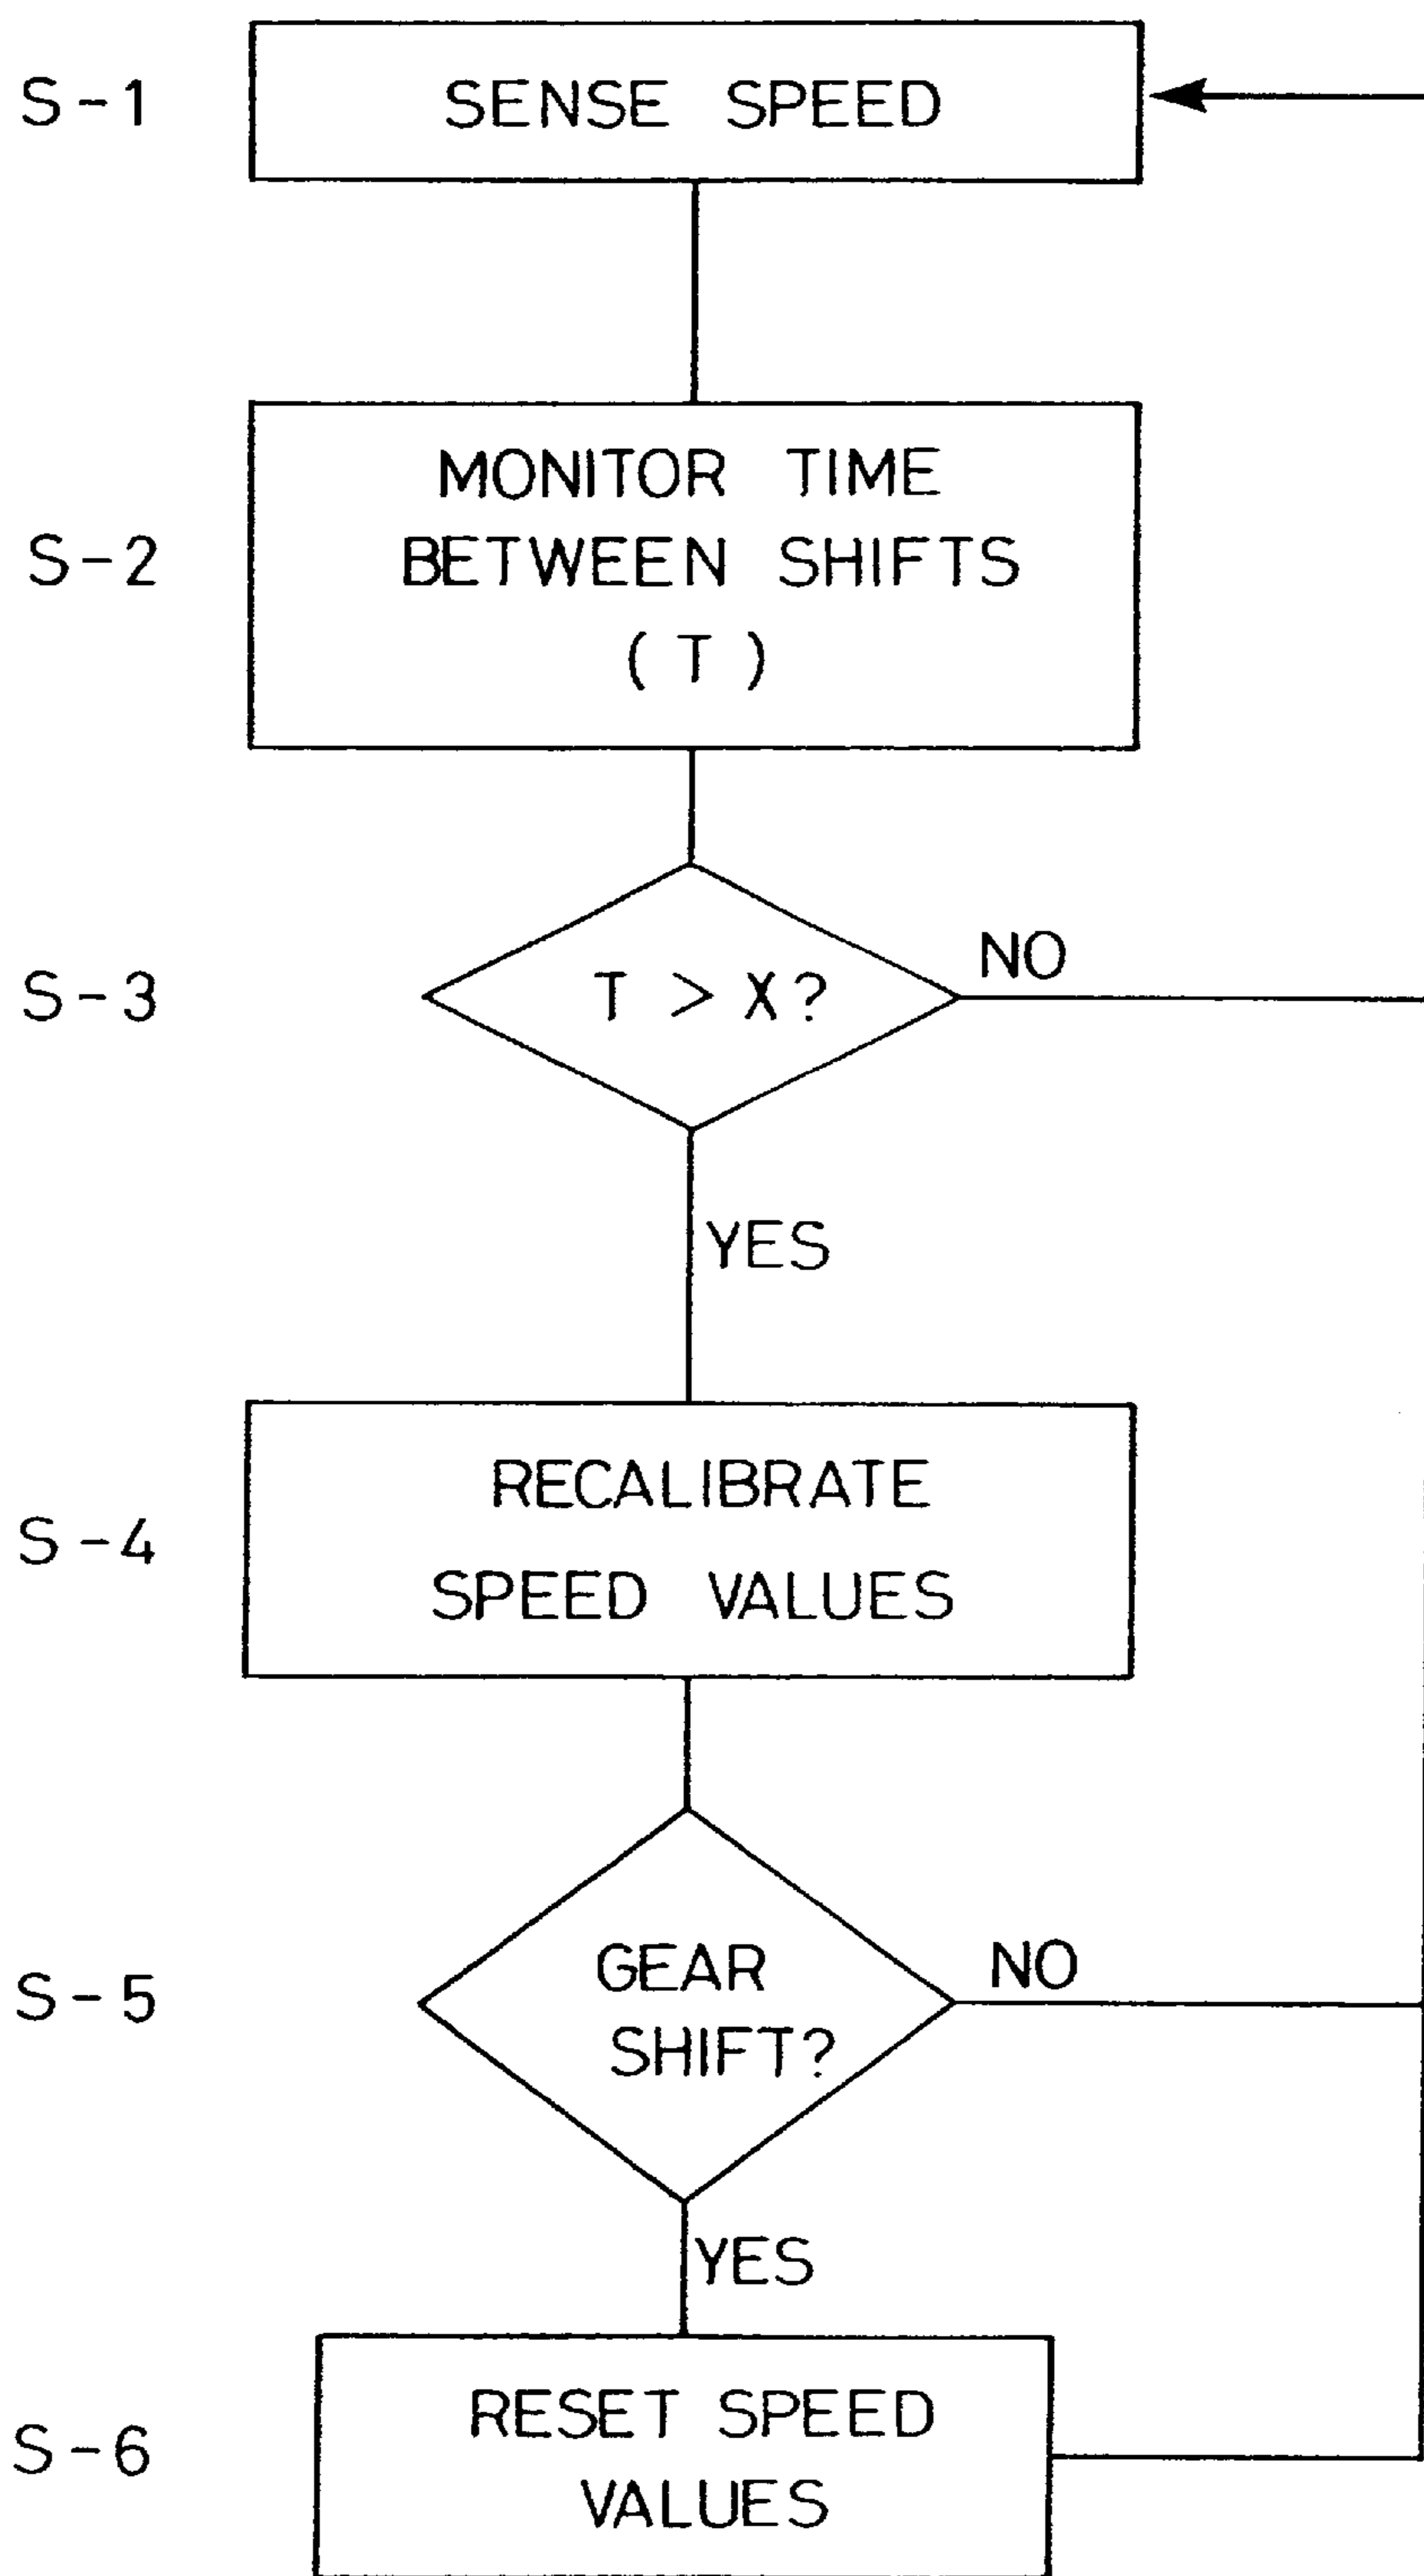 S-1
SENSE SPEED
S-2
MONITOR TIME
BETWEEN SHIFTS
(T)
S-3
T > X?
NO
YES
S-4
RECALIBRATE
SPEED VALUES
S-5
GEAR
SHIFT?
NO
YES
S-6
RESET SPEED
VALUES